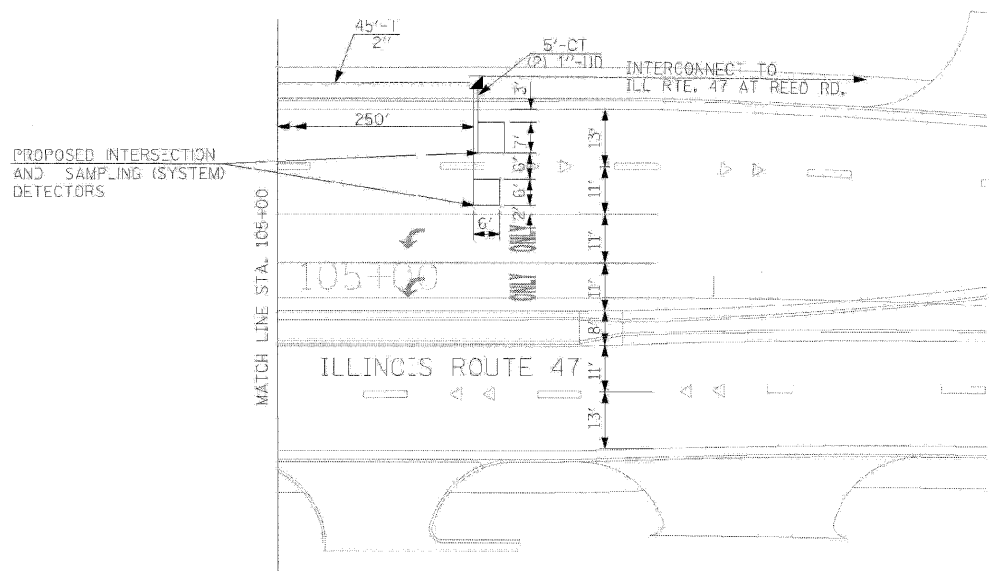 45'-T
2"
5'-CT
(2) 1"-UD
INTERCONNECT TO
ILL RTE. 47 AT REED RD.
3'
250'
7'
13'
PROPOSED INTERSECTION
AND SAMPLING (SYSTEM)
DETECTORS
6'
6'
11'
6'
2'
ONLY
11'
MATCH LINE STA. 105+00
105+00
ONLY
11'
8'
ILLINOIS ROUTE 47
11'
13'